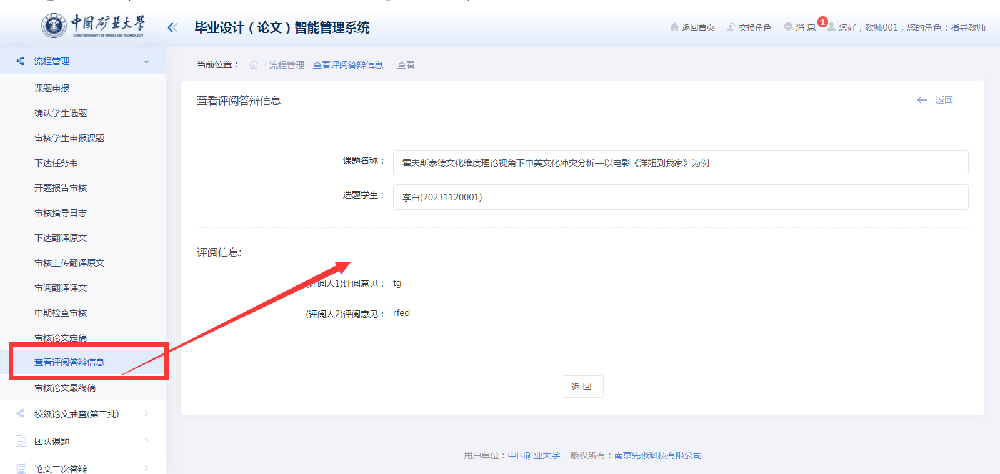 中国矿业大学
CHINA UNIVERSITY OF MINING AND TECHNOLOGY
毕业设计（论文）智能管理系统
返回首页 交换角色 消 息 1 您好，教师001，您的角色：指导教师
流程管理
课题申报
确认学生选题
审核学生申报课题
下达任务书
开题报告审核
审核指导日志
下达翻译原文
审核上传翻译原文
审阅翻译译文
中期检查审核
审核论文定稿
查看评阅答辩信息
审核论文最终稿
校级论文抽查(第二批)
团队课题
论文二次答辩
当前位置： 流程管理 查看评阅答辩信息 查看
查看评阅答辩信息
返回
课题名称： 霍夫斯泰德文化维度理论视角下中美文化冲突分析—以电影《洋妞到我家》为例
选题学生： 李白(20231120001)
评阅信息:
(评阅人1)评阅意见： tg
(评阅人2)评阅意见： rfed
返 回
用户单位：中国矿业大学 版权所有：南京先极科技有限公司